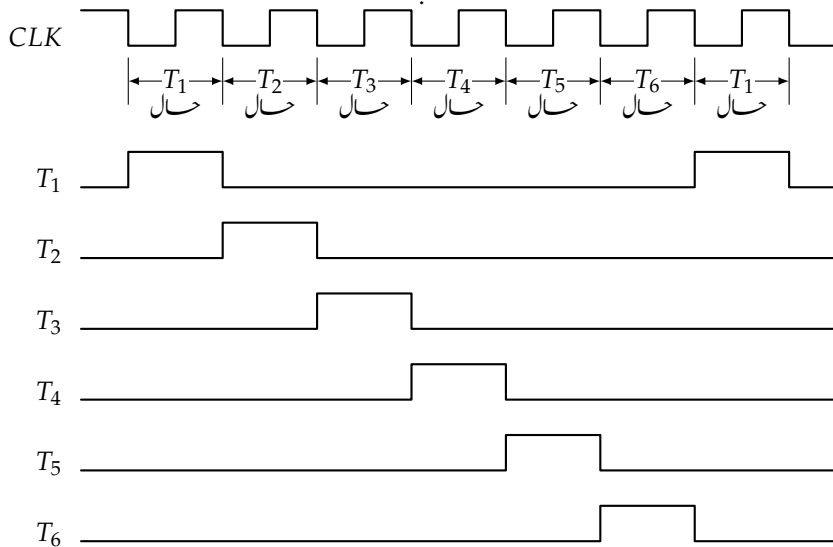 CLK
T₁ T₂ T₃ T₄ T₅ T₆ T₁
حال حال حال حال حال حال حال
T₁
T₂
T₃
T₄
T₅
T₆